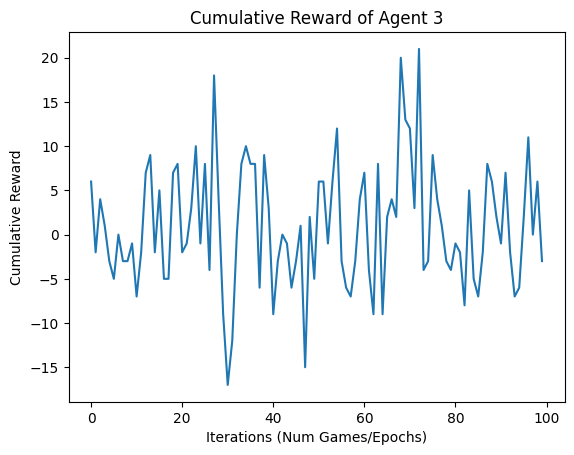 Cumulative Reward of Agent 3
Cumulative Reward
20
15
10
5
0
−5
−10
−15
0 20 40 60 80 100
Iterations (Num Games/Epochs)